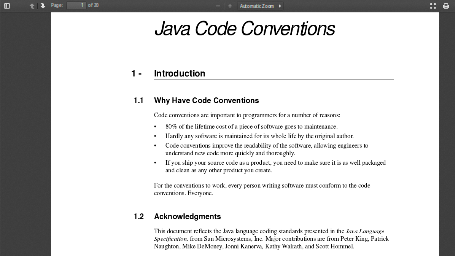 Page: 1 of 20
Automatic Zoom
Java Code Conventions
1 - Introduction
1.1 Why Have Code Conventions
Code conventions are important to programmers for a number of reasons:
• 80% of the lifetime cost of a piece of software goes to maintenance.
• Hardly any software is maintained for its whole life by the original author.
• Code conventions improve the readability of the software, allowing engineers to
understand new code more quickly and thoroughly.
• If you ship your source code as a product, you need to make sure it is as well packaged
and clean as any other product you create.
For the conventions to work, every person writing software must conform to the code
conventions. Everyone.
1.2 Acknowledgments
This document reflects the Java language coding standards presented in the Java Language
Specification, from Sun Microsystems, Inc. Major contributions are from Peter King, Patrick
Naughton, Mike DeMoney, Jonni Kanerva, Kathy Walrath, and Scott Hommel.